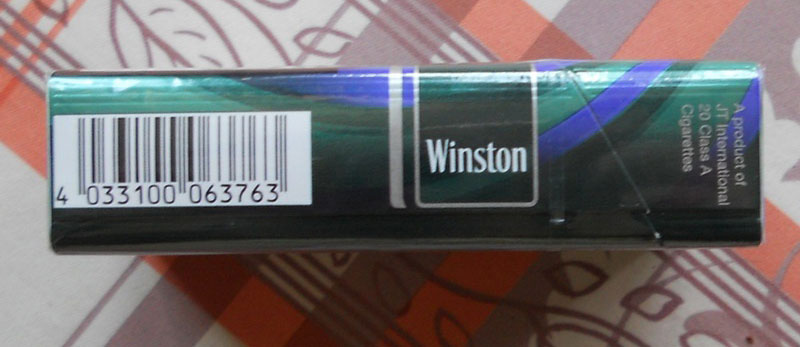 4 033100 063763
Winston
A product of
JT International
20 Class A
Cigarettes